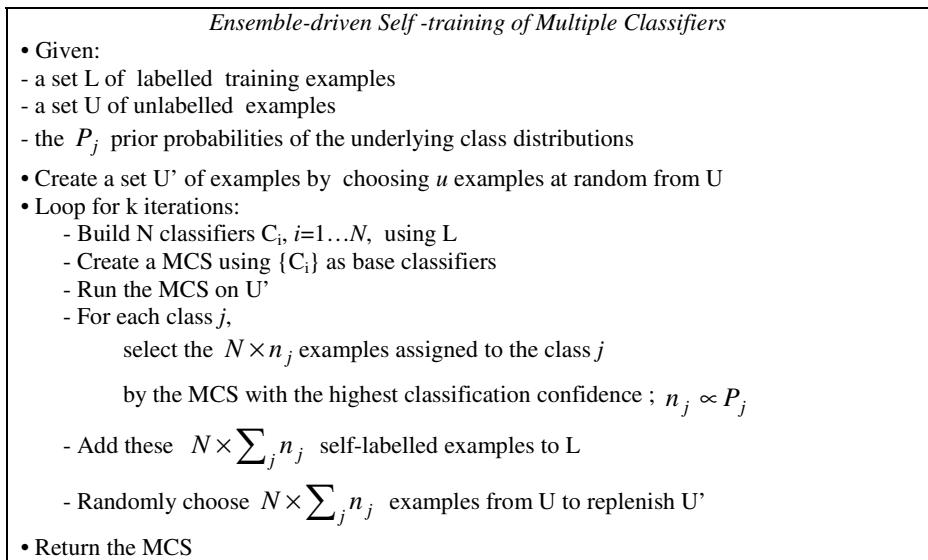 Ensemble-driven Self -training of Multiple Classifiers
• Given:
- a set L of labelled training examples
- a set U of unlabelled examples
- the P_j prior probabilities of the underlying class distributions
• Create a set U’ of examples by choosing u examples at random from U
• Loop for k iterations:
- Build N classifiers C_i, i=1…N, using L
- Create a MCS using {C_i} as base classifiers
- Run the MCS on U’
- For each class j,
select the N × n_j examples assigned to the class j
by the MCS with the highest classification confidence ; n_j ∝ P_j
- Add these N × ∑_j n_j self-labelled examples to L
- Randomly choose N × ∑_j n_j examples from U to replenish U’
• Return the MCS